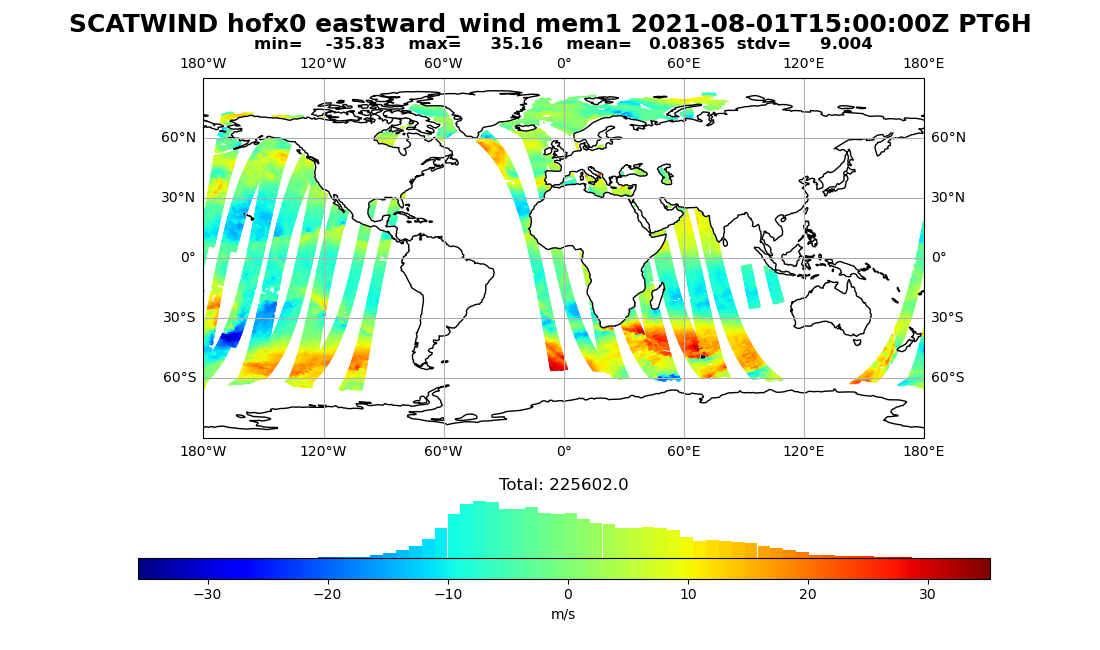 SCATWIND hofx0 eastward_wind mem1 2021-08-01T15:00:00Z PT6H
min= -35.83 max= 35.16 mean= 0.08365 stdv= 9.004
180°W 120°W 60°W 0° 60°E 120°E 180°E
60°N 60°N
30°N 30°N
0° 0°
30°S 30°S
60°S 60°S
180°W 120°W 60°W 0° 60°E 120°E 180°E
Total: 225602.0
−30 −20 −10 0 10 20 30
m/s